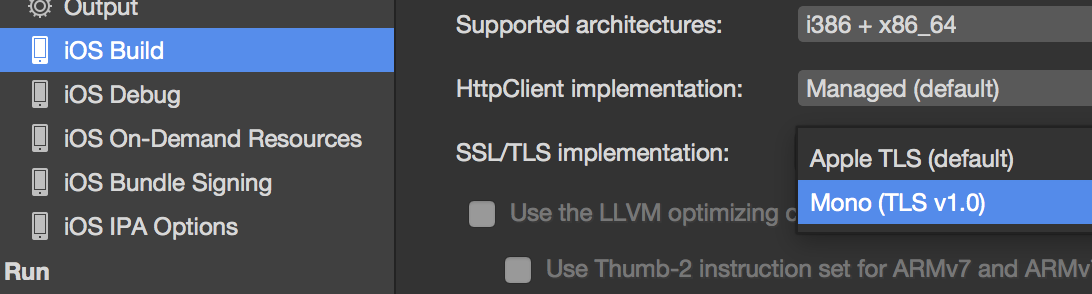 Output
iOS Build
iOS Debug
iOS On-Demand Resources
iOS Bundle Signing
iOS IPA Options
Run
Supported architectures: i386 + x86_64
HttpClient implementation: Managed (default)
SSL/TLS implementation:
Apple TLS (default)
Mono (TLS v1.0)
Use the LLVM optimizing
Use Thumb-2 instruction set for ARMv7 and